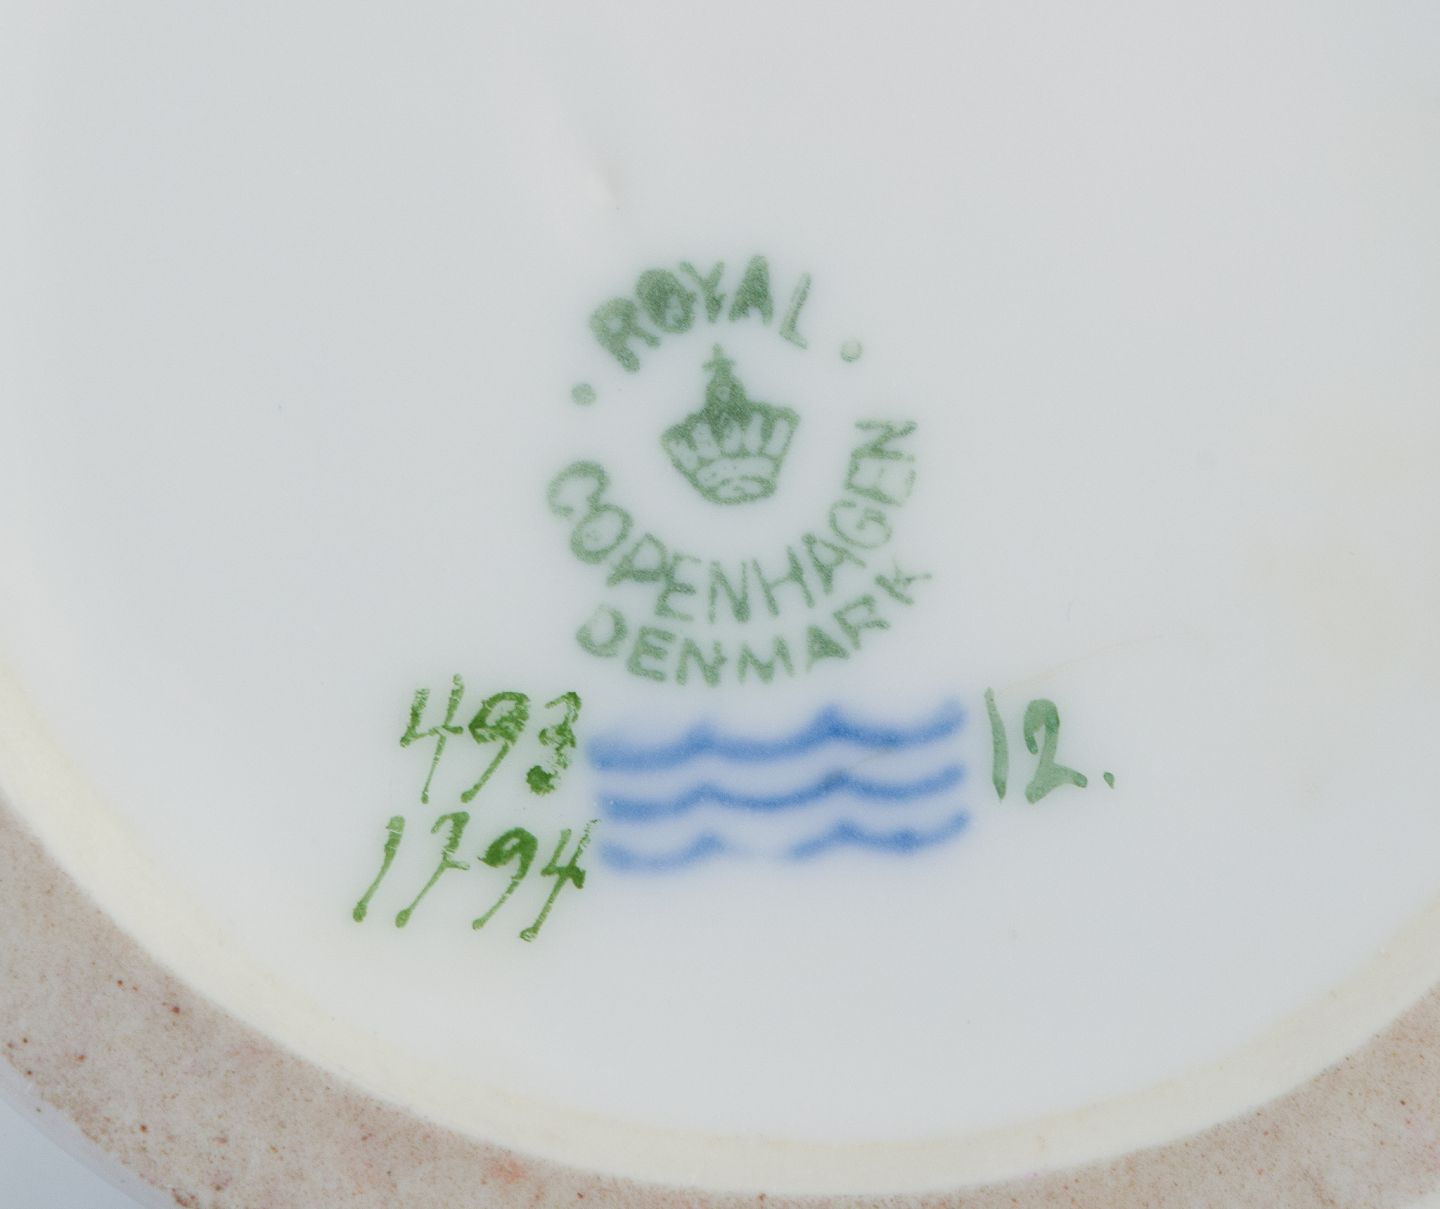 ROYAL
COPENHAGEN
DENMARK
493
1794
12.